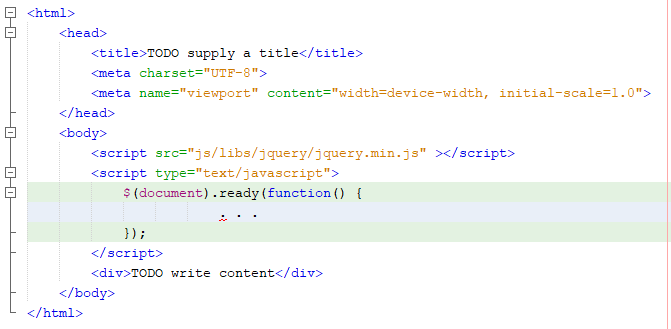 <html>
<head>
<title>TODO supply a title</title>
<meta charset="UTF-8">
<meta name="viewport" content="width=device-width, initial-scale=1.0">
</head>
<body>
<script src="js/libs/jquery/jquery.min.js" ></script>
<script type="text/javascript">
$(document).ready(function() {
. . .
});
</script>
<div>TODO write content</div>
</body>
</html>